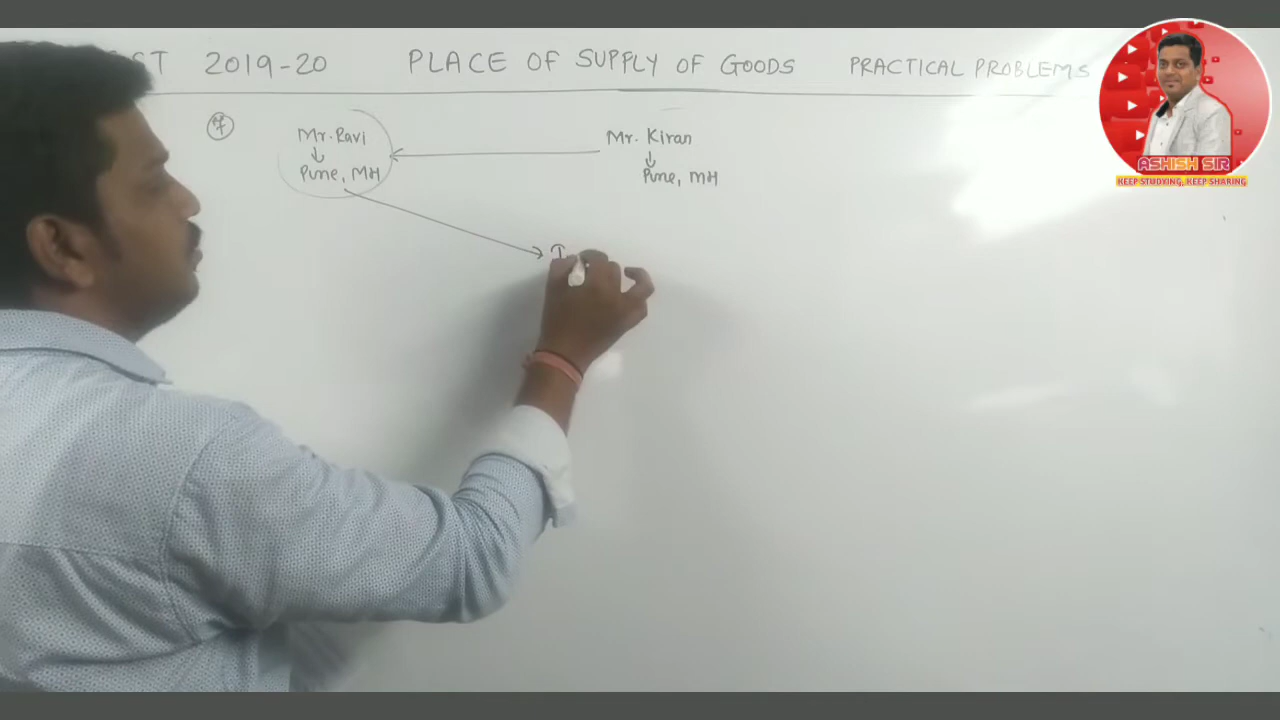 ST 2019-20 PLACE OF SUPPLY OF GOODS PRACTICAL PROBLEMS
Mr. Ravi
Pune, MH
Mr. Kiran
Pune, MH
ASHISH SIR
KEEP STUDYING, KEEP SHARING